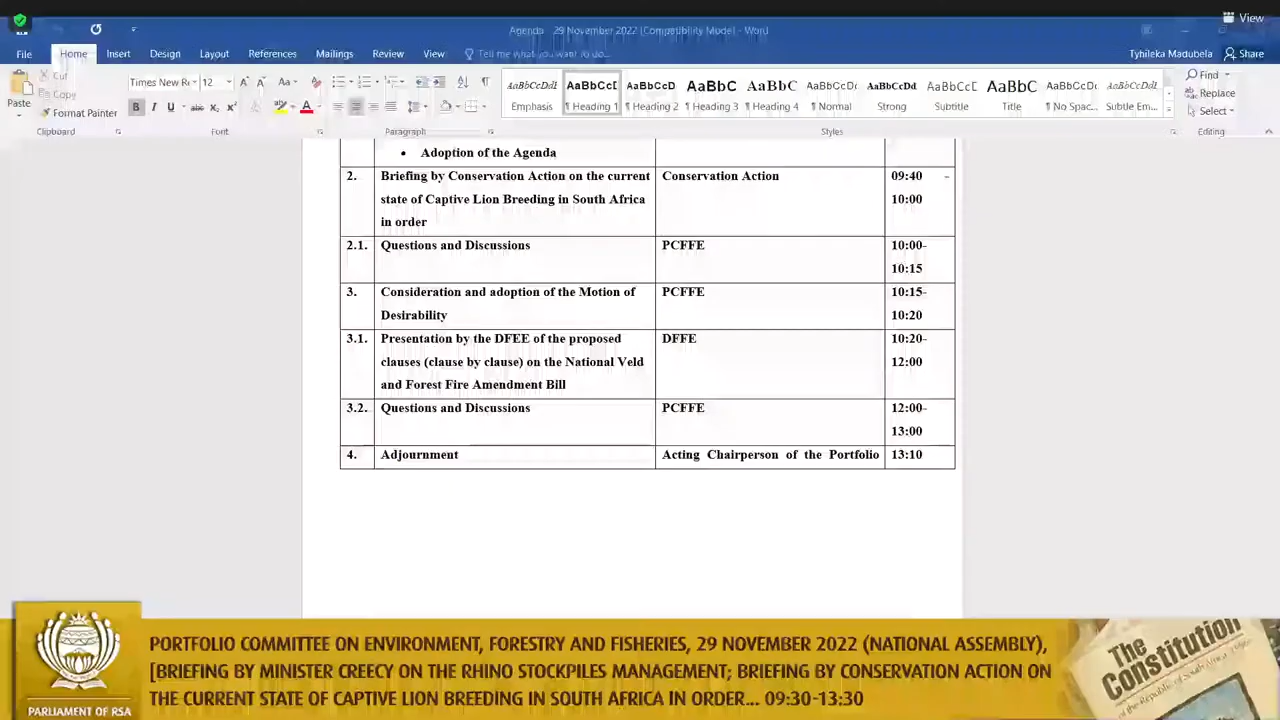 View
Agenda - 29 November 2022 [Compatibility Model - Word
File Home Insert Design Layout References Mailings Review View Tell me what you want to do... Tyhileka Madubela Share
Paste
Cut
Copy
Format Painter
Clipboard
Times New R 12
Font
Paragraph
AaBbCcDdI AaBbCcD AaBbCcD AaBbC AaBbC AaBbCcDc AaBbCcDd AaBbCcD AaBbC AaBbCcDc AaBbCcDdI
Emphasis ¶ Heading 1 ¶ Heading 2 ¶ Heading 3 ¶ Heading 4 ¶ Normal Strong Subtitle Title ¶ No Spac... Subtle Em...
Styles
Find
Replace
Select
Editing
• Adoption of the Agenda
2. Briefing by Conservation Action on the current Conservation Action 09:40 -
state of Captive Lion Breeding in South Africa 10:00
in order
2.1. Questions and Discussions PCFFE 10:00-
10:15
3. Consideration and adoption of the Motion of PCFFE 10:15-
Desirability 10:20
3.1. Presentation by the DFEE of the proposed DFFE 10:20-
clauses (clause by clause) on the National Veld 12:00
and Forest Fire Amendment Bill
3.2. Questions and Discussions PCFFE 12:00-
13:00
4. Adjournment Acting Chairperson of the Portfolio 13:10
PORTFOLIO COMMITTEE ON ENVIRONMENT, FORESTRY AND FISHERIES, 29 NOVEMBER 2022 (NATIONAL ASSEMBLY),
[BRIEFING BY MINISTER CREECY ON THE RHINO STOCKPILES MANAGEMENT; BRIEFING BY CONSERVATION ACTION ON
THE CURRENT STATE OF CAPTIVE LION BREEDING IN SOUTH AFRICA IN ORDER... 09:30-13:30
PARLIAMENT OF RSA
The
Constitution